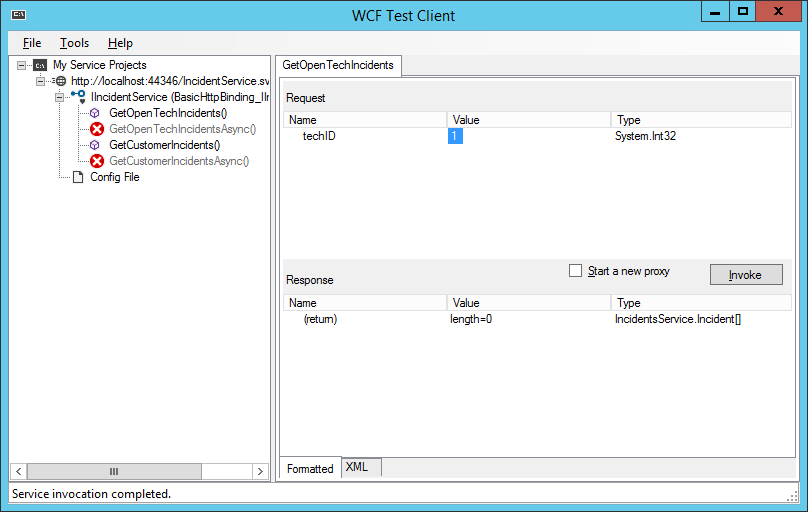 WCF Test Client
File Tools Help
My Service Projects
http://localhost:44346/IncidentService.sv
IIncidentService (BasicHttpBinding_IIn
GetOpenTechIncidents()
GetOpenTechIncidentsAsync()
GetCustomerIncidents()
GetCustomerIncidentsAsync()
Config File
GetOpenTechIncidents
Request
Name Value Type
techID 1 System.Int32
Start a new proxy Invoke
Response
Name Value Type
(return) length=0 IncidentsService.Incident[]
Formatted XML
Service invocation completed.